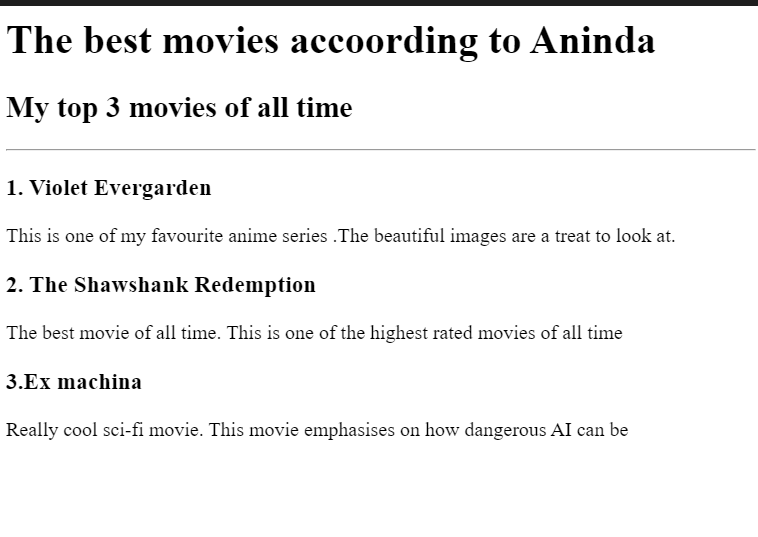 The best movies accoording to Aninda
My top 3 movies of all time
1. Violet Evergarden
This is one of my favourite anime series .The beautiful images are a treat to look at.
2. The Shawshank Redemption
The best movie of all time. This is one of the highest rated movies of all time
3.Ex machina
Really cool sci-fi movie. This movie emphasises on how dangerous AI can be